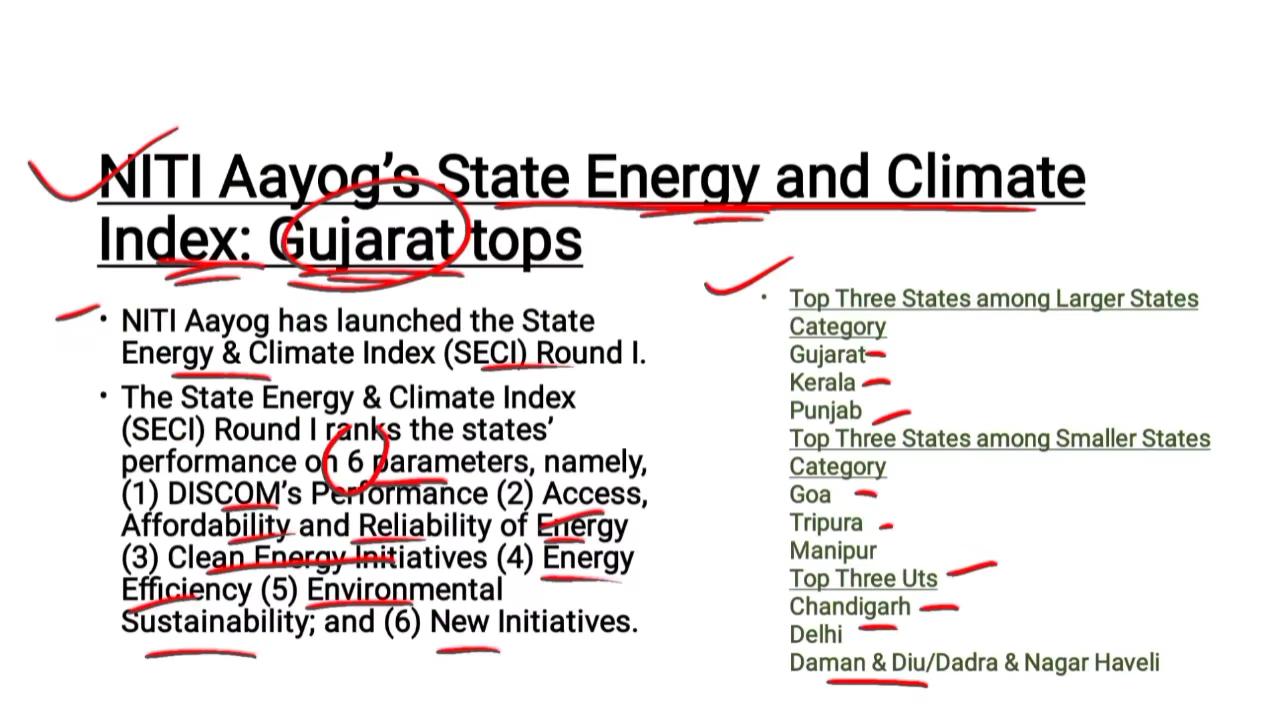 NITI Aayog’s State Energy and Climate
Index: Gujarat tops
• NITI Aayog has launched the State
Energy & Climate Index (SECI) Round I.
• The State Energy & Climate Index
(SECI) Round I ranks the states’
performance on 6 parameters, namely,
(1) DISCOM’s Performance (2) Access,
Affordability and Reliability of Energy
(3) Clean Energy Initiatives (4) Energy
Efficiency (5) Environmental
Sustainability; and (6) New Initiatives.
• Top Three States among Larger States
Category
Gujarat
Kerala
Punjab
Top Three States among Smaller States
Category
Goa
Tripura
Manipur
Top Three Uts
Chandigarh
Delhi
Daman & Diu/Dadra & Nagar Haveli